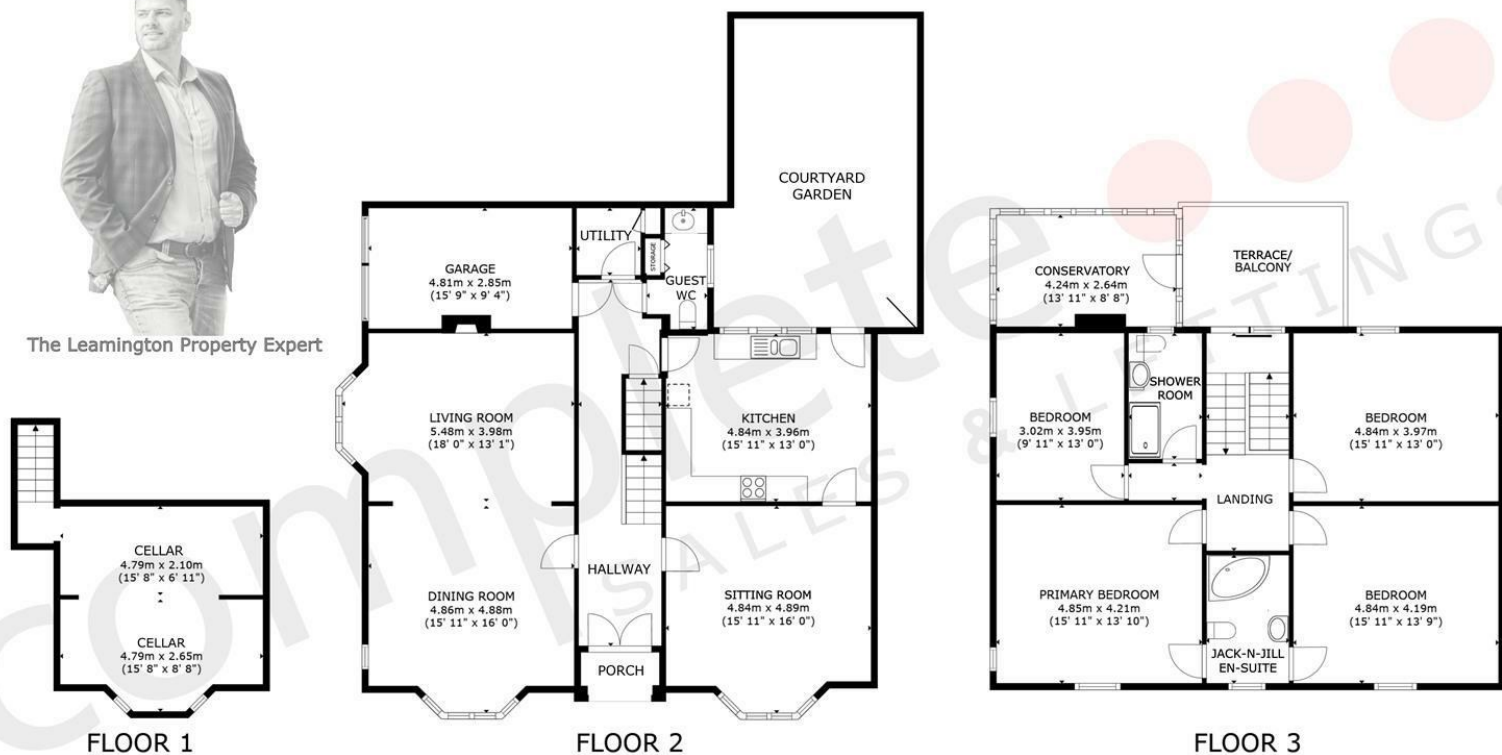 The Leamington Property Expert
CELLAR
4.79m x 2.10m
(15' 8" x 6' 11")
CELLAR
4.79m x 2.65m
(15' 8" x 8' 8")
FLOOR 1
COURTYARD
GARDEN
GARAGE
4.81m x 2.85m
(15' 9" x 9' 4")
UTILITY
STORAGE
GUEST
WC
LIVING ROOM
5.48m x 3.98m
(18' 0" x 13' 1")
KITCHEN
4.84m x 3.96m
(15' 11" x 13' 0")
HALLWAY
DINING ROOM
4.86m x 4.88m
(15' 11" x 16' 0")
SITTING ROOM
4.84m x 4.89m
(15' 11" x 16' 0")
PORCH
FLOOR 2
CONSERVATORY
4.24m x 2.64m
(13' 11" x 8' 8")
TERRACE/
BALCONY
BEDROOM
3.02m x 3.95m
(9' 11" x 13' 0")
SHOWER
ROOM
BEDROOM
4.84m x 3.97m
(15' 11" x 13' 0")
LANDING
PRIMARY BEDROOM
4.85m x 4.21m
(15' 11" x 13' 10")
BEDROOM
4.84m x 4.19m
(15' 11" x 13' 9")
JACK-N-JILL
EN-SUITE
FLOOR 3
complete
SALES & LETTINGS